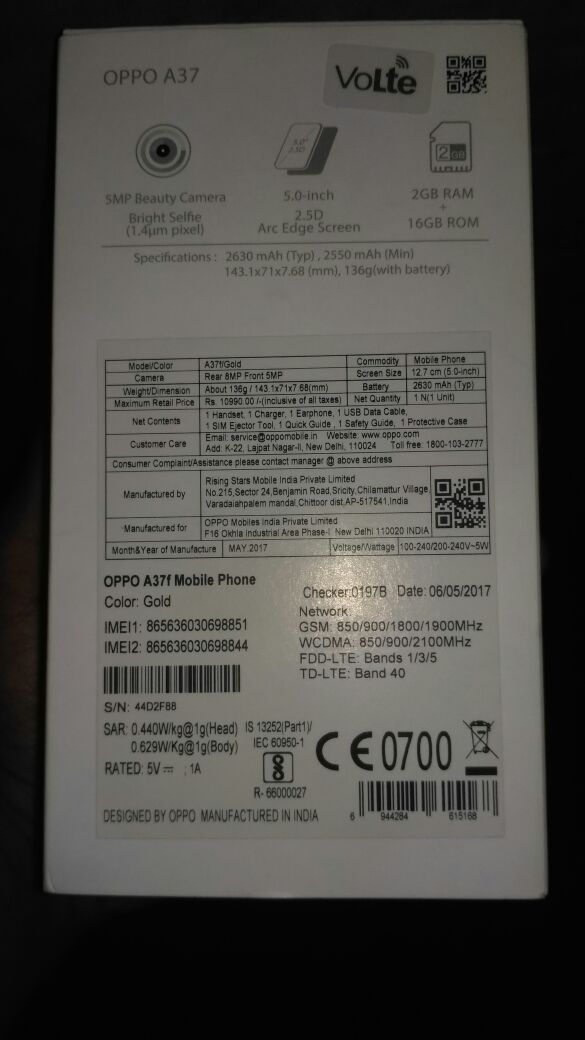 OPPO A37
VoLte
5.0"
2.5D
2GB
5MP Beauty Camera
Bright Selfie
(1.4µm pixel)
5.0-inch
2.5D
Arc Edge Screen
2GB RAM
+
16GB ROM
Specifications : 2630 mAh (Typ) , 2550 mAh (Min)
143.1x71x7.68 (mm), 136g(with battery)
Model/Color A37f/Gold Commodity Mobile Phone
Camera Rear 8MP Front 5MP Screen Size 12.7 cm (5.0-inch)
Weight/Dimension About 136g / 143.1x71x7.68(mm) Battery 2630 mAh (Typ)
Maximum Retail Price Rs. 10990.00 /-(Inclusive of all taxes) Net Quantity 1 N(1 Unit)
Net Contents 1 Handset, 1 Charger, 1 Earphone, 1 USB Data Cable,
1 SIM Ejector Tool, 1 Quick Guide , 1 Safety Guide, 1 Protective Case
Customer Care Email: service@oppomobile.in Website: www.oppo.com
Add: K-22, Lajpat Nagar-II, New Delhi, 110024 Toll free: 1800-103-2777
Consumer Complaint/Assistance please contact manager @ above address
Manufactured by Rising Stars Mobile India Private Limited
No.215,Sector 24,Benjamin Road,Sricity,Chilamattur Village,
Varadaiahpalem mandal,Chittoor dist,AP-517541,India
Manufactured for OPPO Mobiles India Private Limited
F16 Okhla Industrial Area Phase-I New Delhi 110020 INDIA
Month&Year of Manufacture MAY.2017 Voltage/Wattage 100-240/200-240V~5W
OPPO A37f Mobile Phone
Color: Gold
Checker:0197B Date: 06/05/2017
IMEI1: 865636030698851
IMEI2: 865636030698844
Network:
GSM: 850/900/1800/1900MHz
WCDMA: 850/900/2100MHz
FDD-LTE: Bands 1/3/5
TD-LTE: Band 40
S/N: 44D2F88
SAR: 0.440W/kg@1g(Head)
0.629W/Kg@1g(Body)
RATED: 5V⎓ ; 1A
IS 13252(Part1)/
IEC 60950-1
R- 66000027
CE0700
DESIGNED BY OPPO MANUFACTURED IN INDIA
6 944284 615168